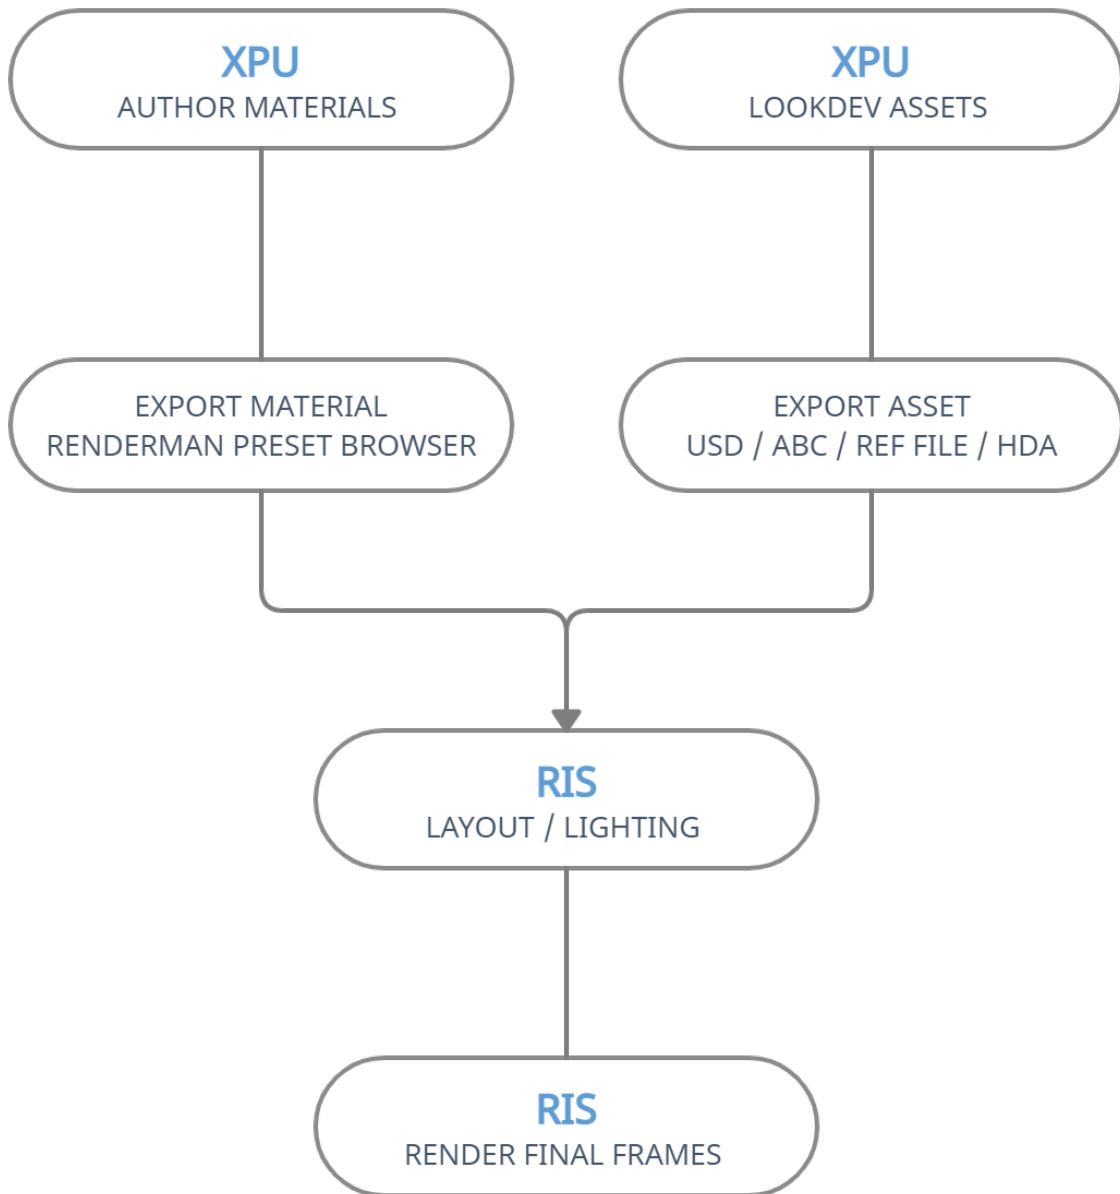 XPU
AUTHOR MATERIALS
XPU
LOOKDEV ASSETS
EXPORT MATERIAL
RENDERMAN PRESET BROWSER
EXPORT ASSET
USD / ABC / REF FILE / HDA
RIS
LAYOUT / LIGHTING
RIS
RENDER FINAL FRAMES